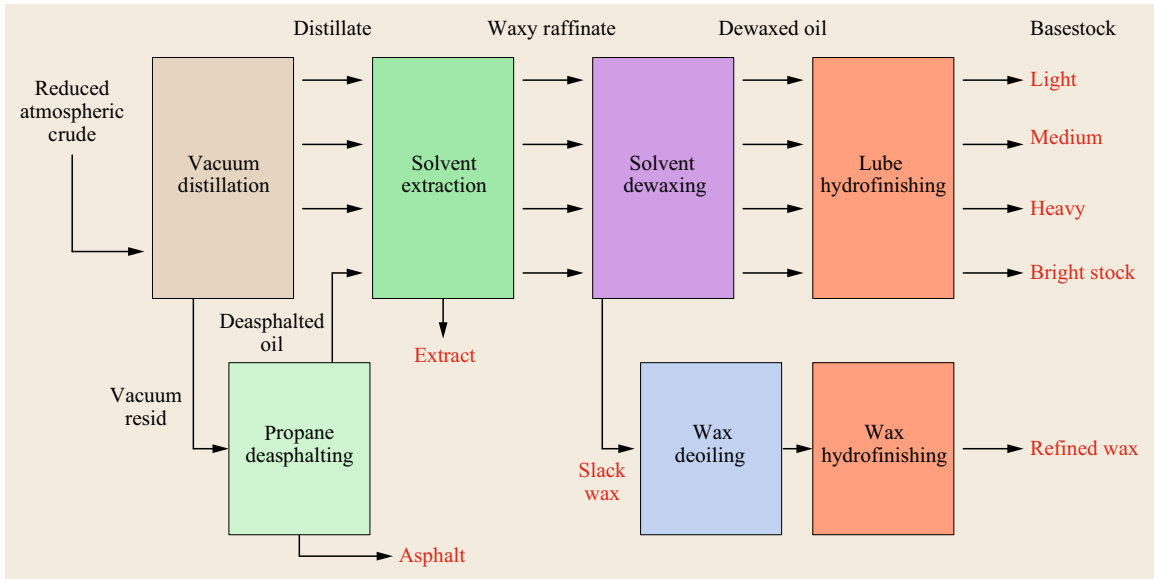 Distillate
Waxy raffinate
Dewaxed oil
Basestock
Reduced
atmospheric
crude
Vacuum
distillation
Solvent
extraction
Solvent
dewaxing
Lube
hydrofinishing
Light
Medium
Heavy
Bright stock
Deasphalted
oil
Extract
Vacuum
resid
Propane
deasphalting
Asphalt
Slack
wax
Wax
deoiling
Wax
hydrofinishing
Refined wax